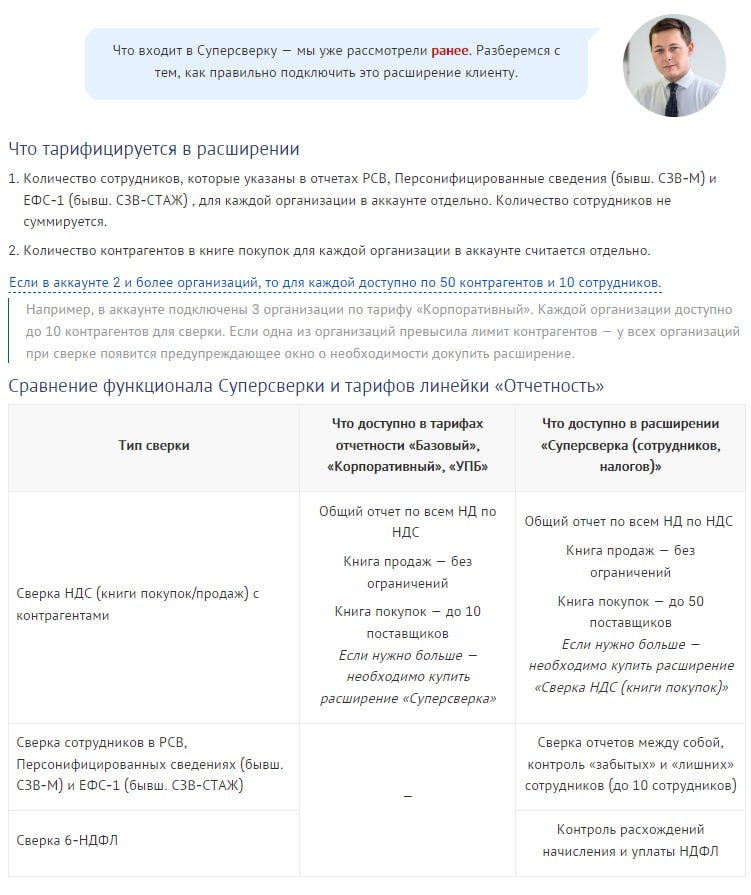 Что входит в Суперсверку — мы уже рассмотрели ранее. Разберемся с
тем, как правильно подключить это расширение клиенту.
Что тарифицируется в расширении
1. Количество сотрудников, которые указаны в отчетах РСВ, Персонифицированные сведения (бывш. СЗВ-М) и
ЕФС-1 (бывш. СЗВ-СТАЖ) , для каждой организации в аккаунте отдельно. Количество сотрудников не
суммируется.
2. Количество контрагентов в книге покупок для каждой организации в аккаунте считается отдельно.
Если в аккаунте 2 и более организаций, то для каждой доступно по 50 контрагентов и 10 сотрудников.
Например, в аккаунте подключены 3 организации по тарифу «Корпоративный». Каждой организации доступно
до 10 контрагентов для сверки. Если одна из организаций превысила лимит контрагентов — у всех организаций
при сверке появится предупреждающее окно о необходимости докупить расширение.
Сравнение функционала Суперсверки и тарифов линейки «Отчетность»
Тип сверки
Что доступно в тарифах
отчетности «Базовый»,
«Корпоративный», «УПБ»
Что доступно в расширении
«Суперсверка (сотрудников,
налогов)»
Сверка НДС (книги покупок/продаж) с
контрагентами
Общий отчет по всем НД по
НДС
Книга продаж — без
ограничений
Книга покупок — до 10
поставщиков
Если нужно больше —
необходимо купить
расширение «Суперсверка»
Общий отчет по всем НД по НДС
Книга продаж — без
ограничений
Книга покупок — до 50
поставщиков
Если нужно больше —
необходимо купить расширение
«Сверка НДС (книги покупок)»
Сверка сотрудников в РСВ,
Персонифицированных сведениях (бывш.
СЗВ-М) и ЕФС-1 (бывш. СЗВ-СТАЖ)
—
Сверка отчетов между собой,
контроль «забытых» и «лишних»
сотрудников (до 10 сотрудников)
Сверка 6-НДФЛ
Контроль расхождений
начисления и уплаты НДФЛ